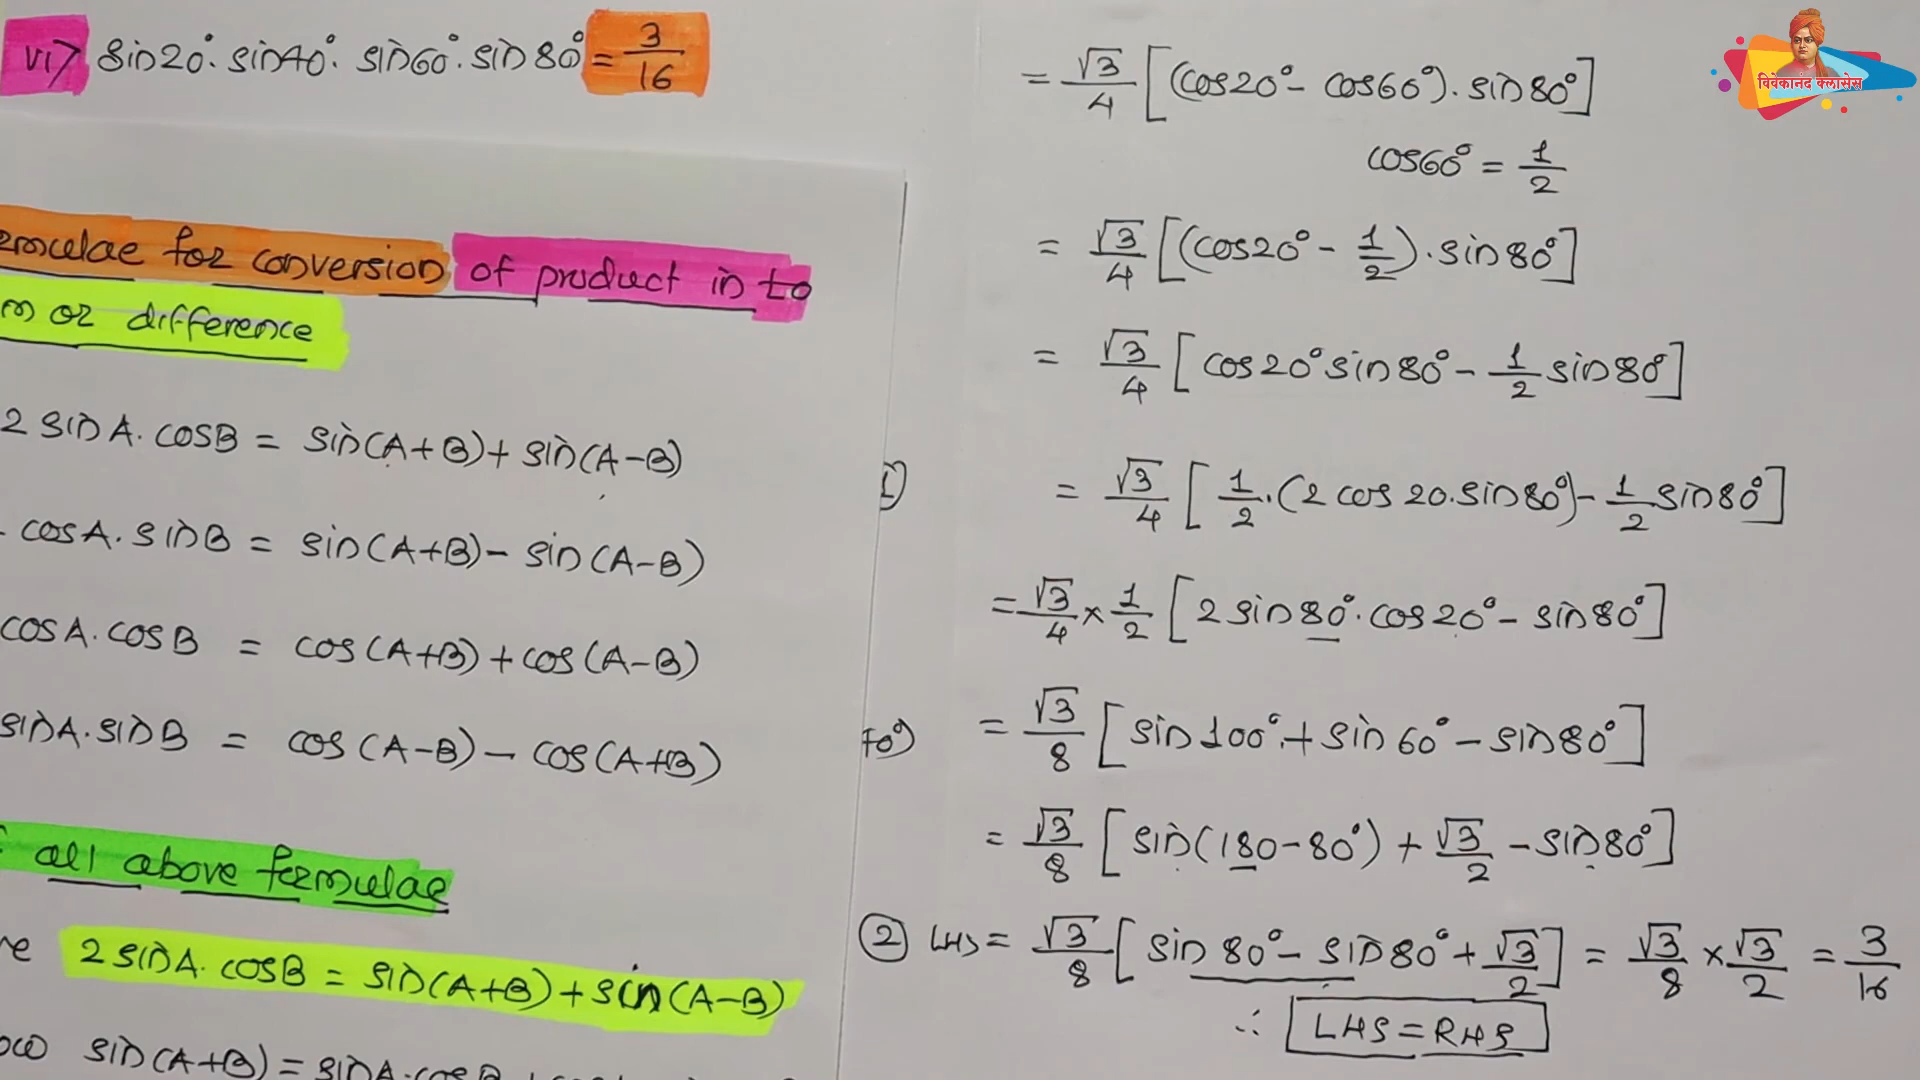 vi) sin20°. sin40°. sin60°. sin80° = 3/16
formulae for conversion of product in to
or difference
2 sinA. cosB = sin(A+B) + sin(A-B)
cosA. sinB = sin(A+B) - sin(A-B)
cosA. cosB = cos(A+B) + cos(A-B)
sinA. sinB = cos(A-B) - cos(A+B)
all above formulae
2 sinA. cosB = sin(A+B) + sin(A-B)
sin(A+B) = sinA. cosB
= √3/4 [(cos20° - cos60°). sin80°]
cos60° = 1/2
= √3/4 [(cos20° - 1/2). sin80°]
= √3/4 [cos20° sin80° - 1/2 sin80°]
= √3/4 [1/2. (2 cos 20. sin80°) - 1/2 sin80°]
= √3/4 × 1/2 [2 sin80°. cos20° - sin80°]
= √3/8 [sin100° + sin60° - sin80°]
= √3/8 [sin(180-80°) + √3/2 - sin80°]
② LHS = √3/8 [sin80° - sin80° + √3/2] = √3/8 × √3/2 = 3/16
∴ LHS = RHS
विवेकानंद क्लासेस